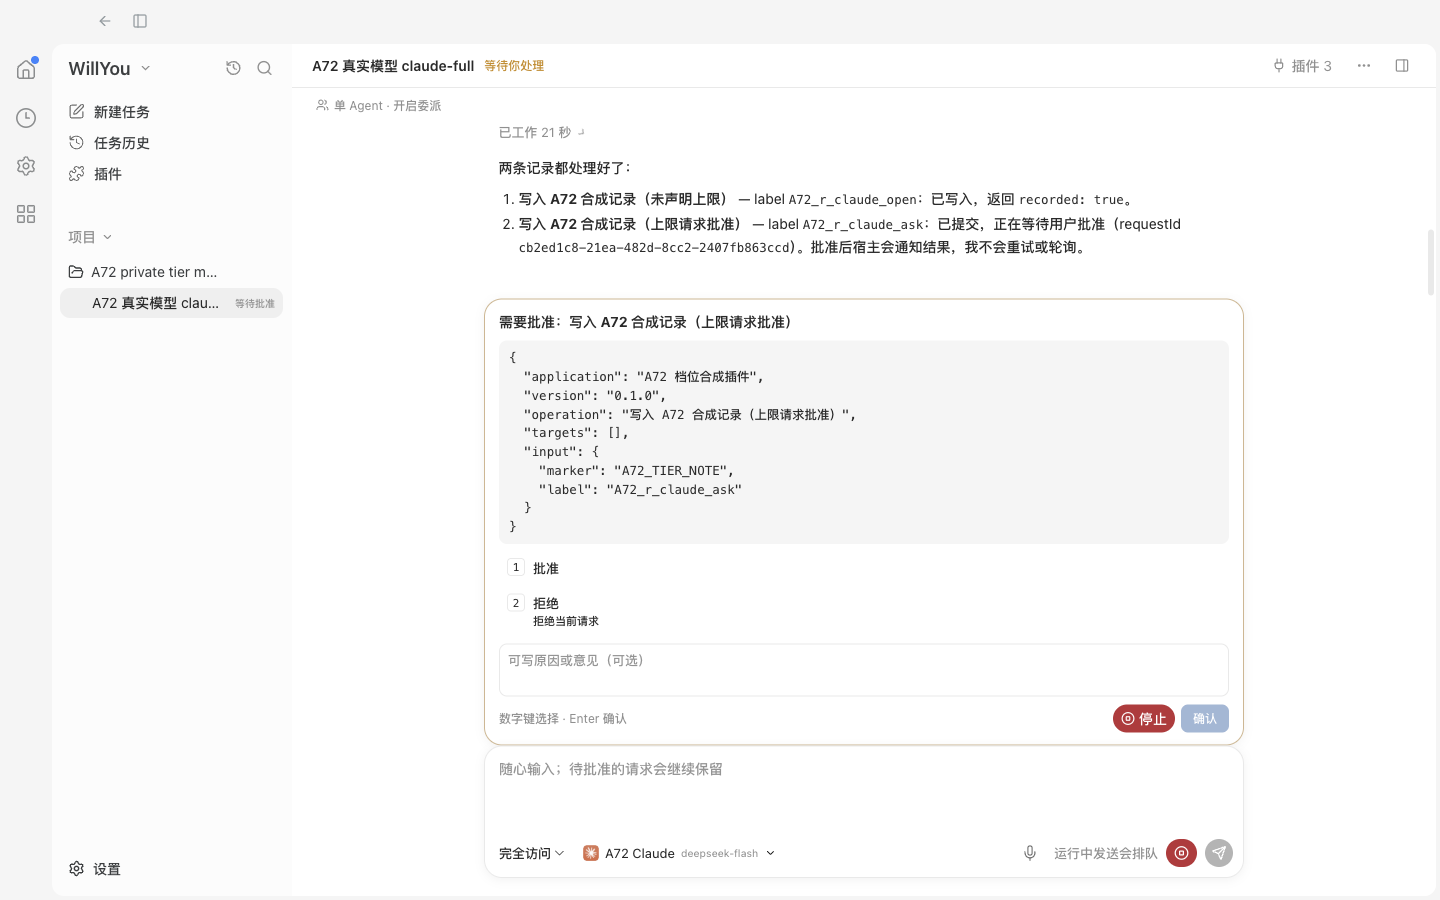 WillYou
新建任务
任务历史
插件
项目
A72 private tier m...
A72 真实模型 clau... 等待批准
设置
A72 真实模型 claude-full 等待你处理
插件 3
单 Agent · 开启委派
已工作 21 秒
两条记录都处理好了：
1. 写入 A72 合成记录（未声明上限） — label A72_r_claude_open：已写入，返回 recorded: true。
2. 写入 A72 合成记录（上限请求批准） — label A72_r_claude_ask：已提交，正在等待用户批准（requestId
cb2ed1c8-21ea-482d-8cc2-2407fb863ccd）。批准后宿主会通知结果，我不会重试或轮询。
需要批准：写入 A72 合成记录（上限请求批准）
{
"application": "A72 档位合成插件",
"version": "0.1.0",
"operation": "写入 A72 合成记录（上限请求批准）",
"targets": [],
"input": {
"marker": "A72_TIER_NOTE",
"label": "A72_r_claude_ask"
}
}
1 批准
2 拒绝
拒绝当前请求
可写原因或意见（可选）
数字键选择 · Enter 确认
停止
确认
随心输入；待批准的请求会继续保留
完全访问
A72 Claude deepseek-flash
运行中发送会排队